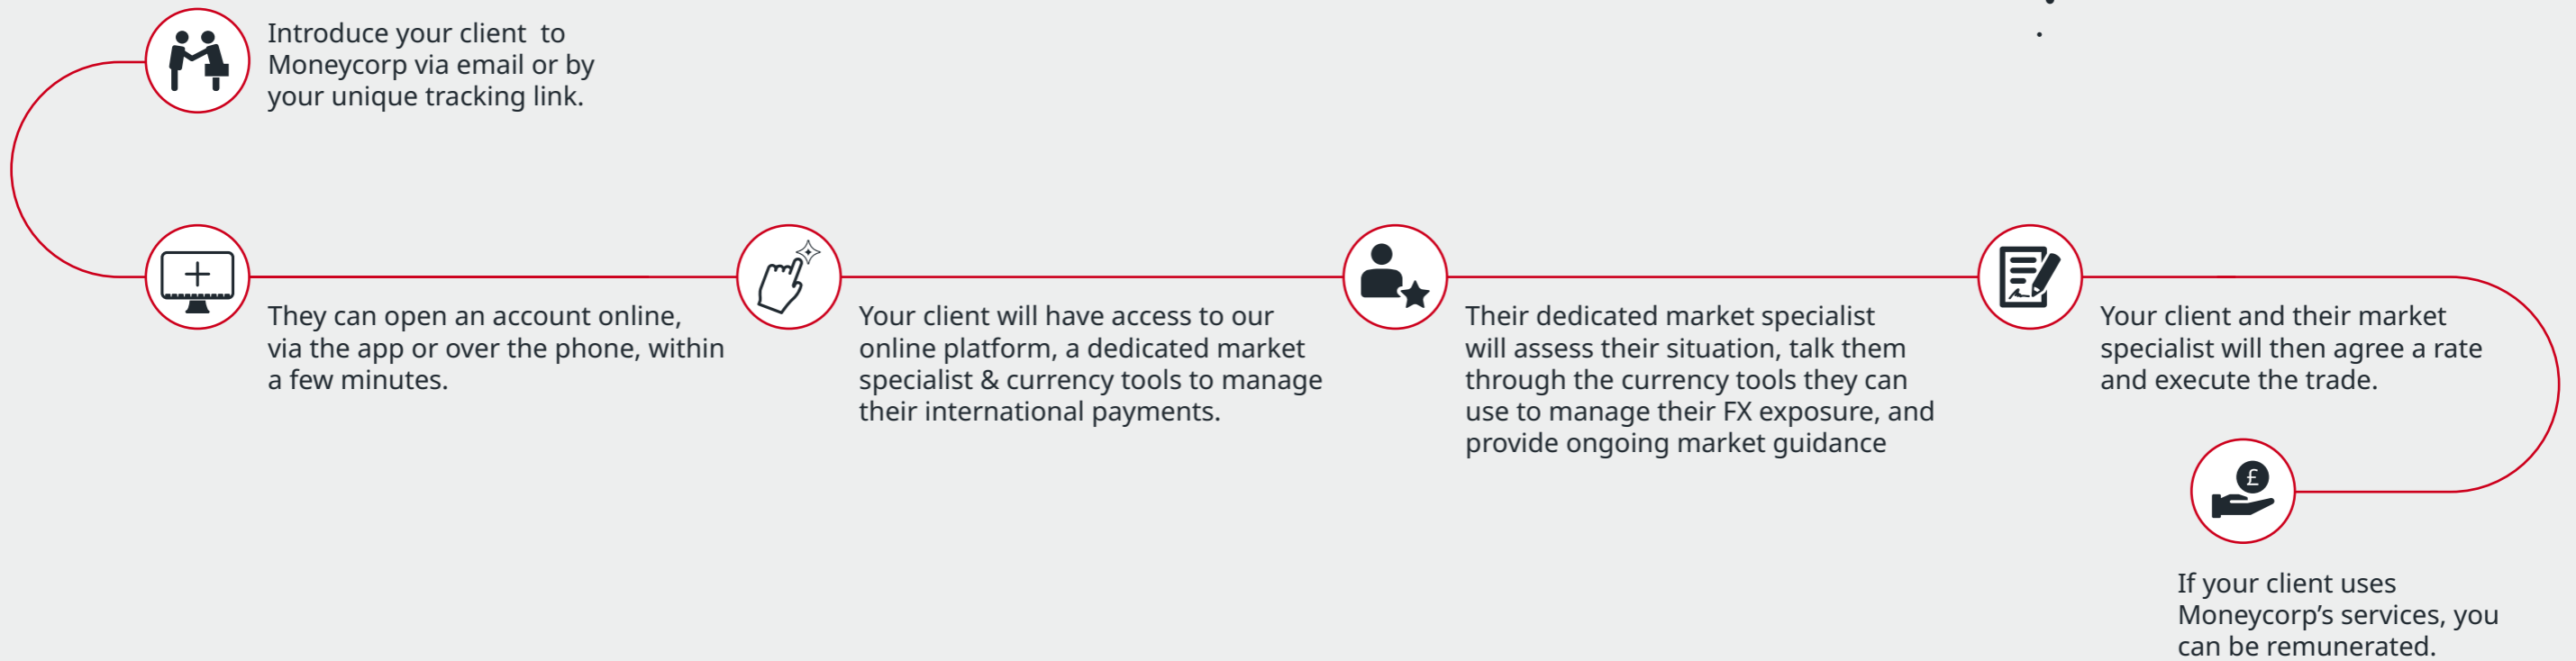 Introduce your client  to
Moneycorp via email or by
your unique tracking link.
They can open an account online,
via the app or over the phone, within
a few minutes.
Your client will have access to our
online platform, a dedicated market
specialist & currency tools to manage
their international payments.
Their dedicated market specialist
will assess their situation, talk them
through the currency tools they can
use to manage their FX exposure, and
provide ongoing market guidance
Your client and their market
specialist will then agree a rate
and execute the trade.
£
If your client uses
Moneycorp’s services, you
can be remunerated.